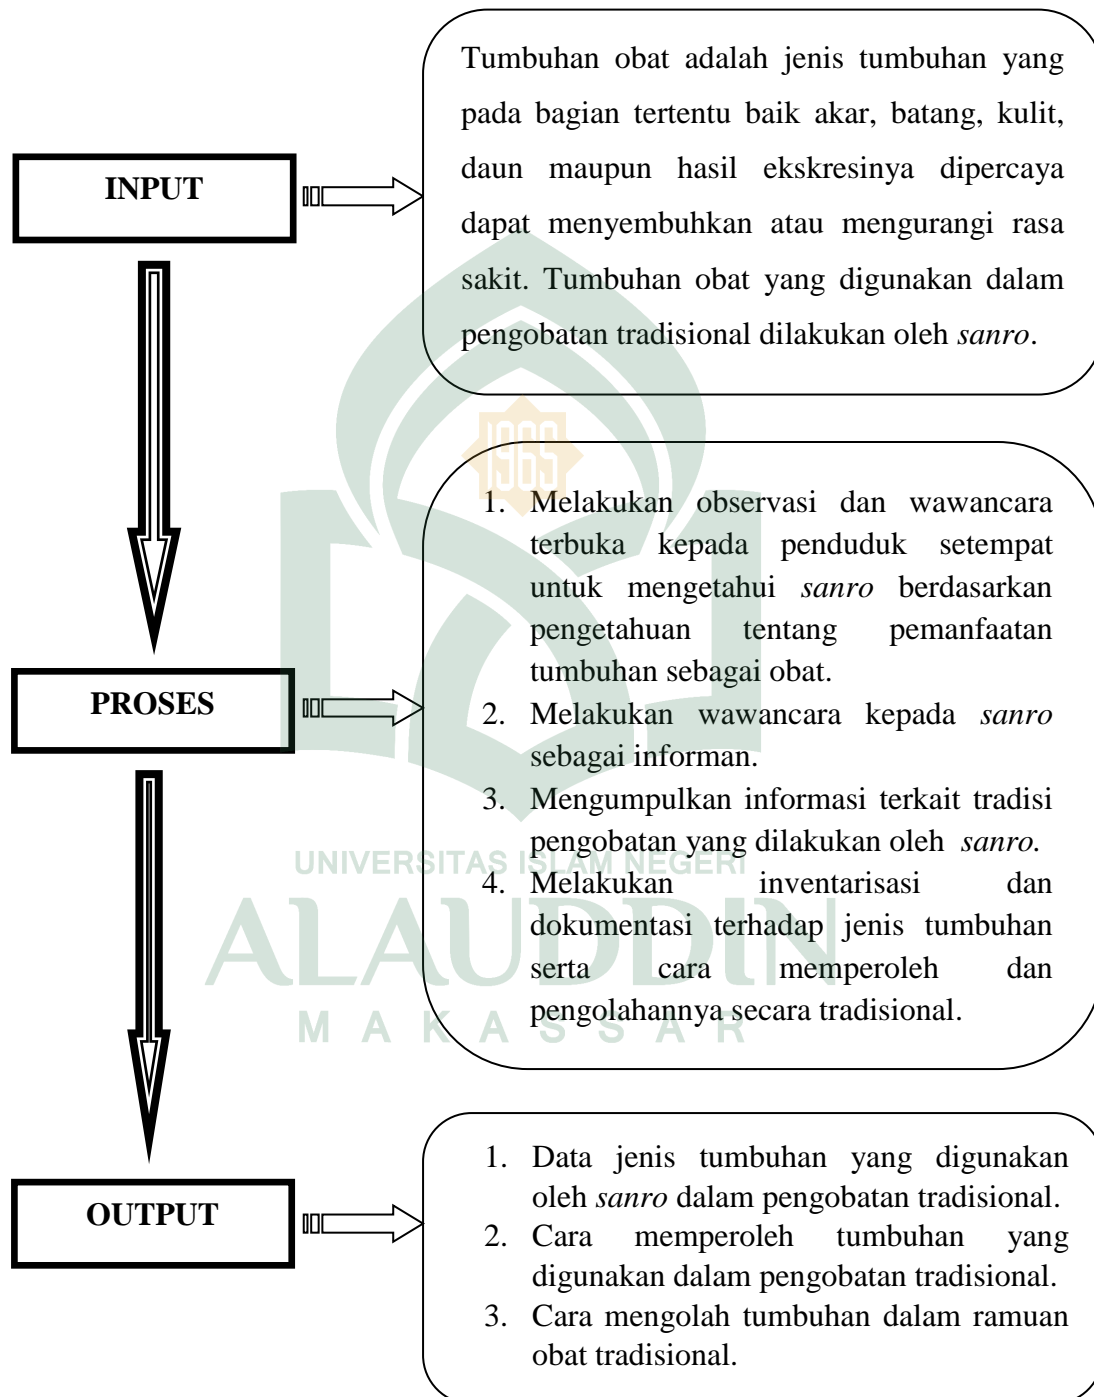 INPUT
Tumbuhan obat adalah jenis tumbuhan yang
pada bagian tertentu baik akar, batang, kulit,
daun maupun hasil ekskresinya dipercaya
dapat menyembuhkan atau mengurangi rasa
sakit. Tumbuhan obat yang digunakan dalam
pengobatan tradisional dilakukan oleh sanro.
1965
PROSES
1. Melakukan observasi dan wawancara
terbuka kepada penduduk setempat
untuk mengetahui sanro berdasarkan
pengetahuan tentang pemanfaatan
tumbuhan sebagai obat.
2. Melakukan wawancara kepada sanro
sebagai informan.
3. Mengumpulkan informasi terkait tradisi
pengobatan yang dilakukan oleh sanro.
4. Melakukan inventarisasi dan
dokumentasi terhadap jenis tumbuhan
serta cara memperoleh dan
pengolahannya secara tradisional.
UNIVERSITAS ISLAM NEGERI
ALAUDDIN
MAKASSAR
OUTPUT
1. Data jenis tumbuhan yang digunakan
oleh sanro dalam pengobatan tradisional.
2. Cara memperoleh tumbuhan yang
digunakan dalam pengobatan tradisional.
3. Cara mengolah tumbuhan dalam ramuan
obat tradisional.